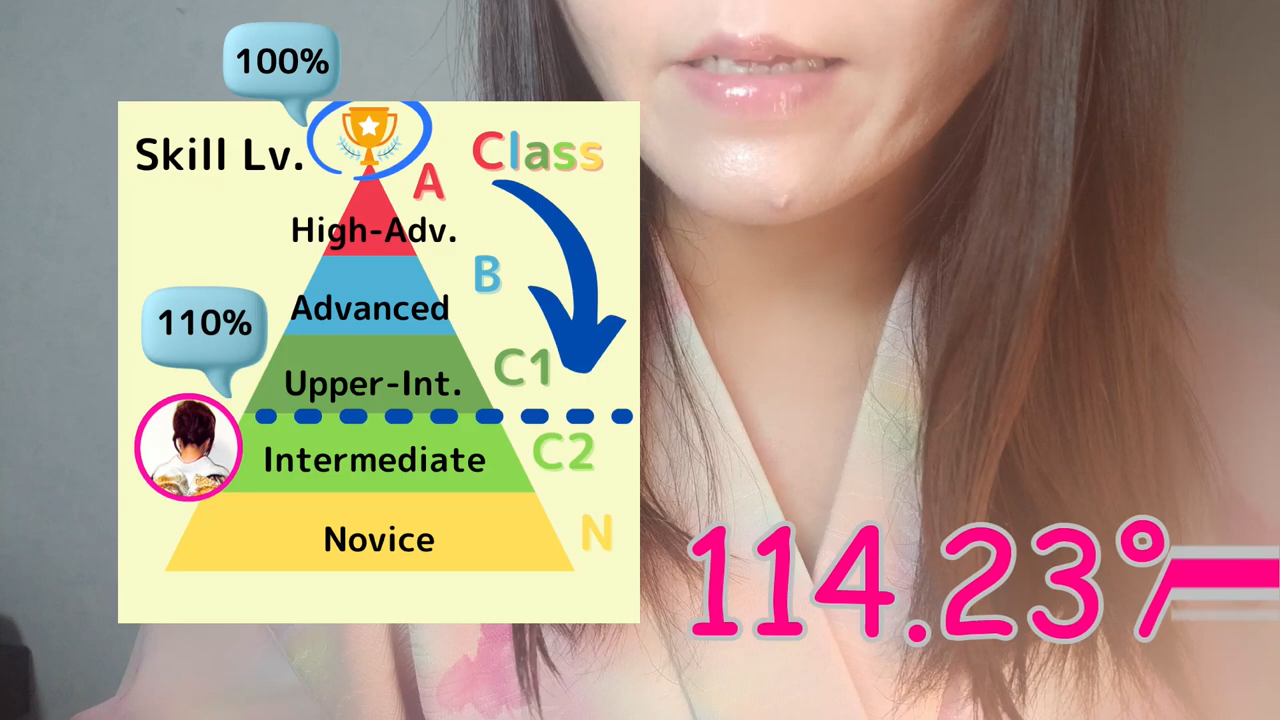 100%
Skill Lv.
Class
A
High-Adv.
B
Advanced
110%
C1
Upper-Int.
C2
Intermediate
N
Novice
114.23%